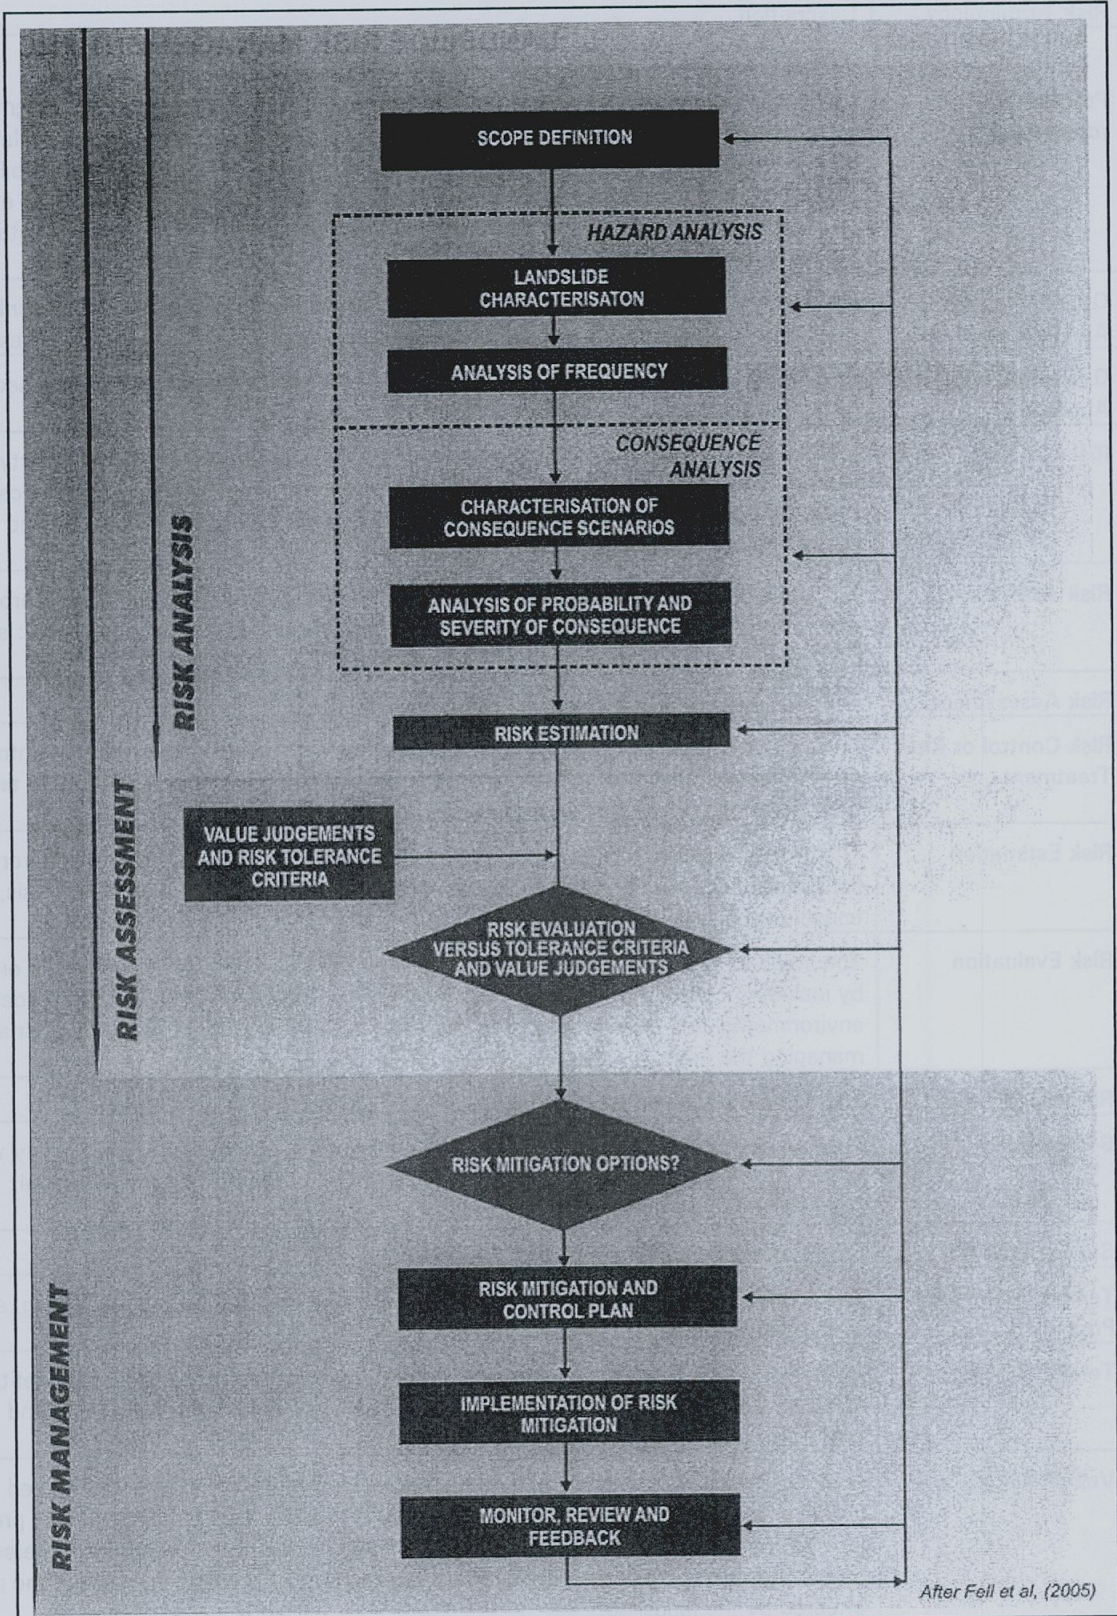 SCOPE DEFINITION
HAZARD ANALYSIS
LANDSLIDE
CHARACTERISATON
ANALYSIS OF FREQUENCY
CONSEQUENCE
ANALYSIS
CHARACTERISATION OF
CONSEQUENCE SCENARIOS
ANALYSIS OF PROBABILITY AND
SEVERITY OF CONSEQUENCE
RISK ANALYSIS
RISK ESTIMATION
VALUE JUDGEMENTS
AND RISK TOLERANCE
CRITERIA
RISK ASSESSMENT
RISK EVALUATION
VERSUS TOLERANCE CRITERIA
AND VALUE JUDGEMENTS
RISK MITIGATION OPTIONS?
RISK MITIGATION AND
CONTROL PLAN
IMPLEMENTATION OF RISK
MITIGATION
RISK MANAGEMENT
MONITOR, REVIEW AND
FEEDBACK
After Fell et al, (2005)
Risk Evaluation